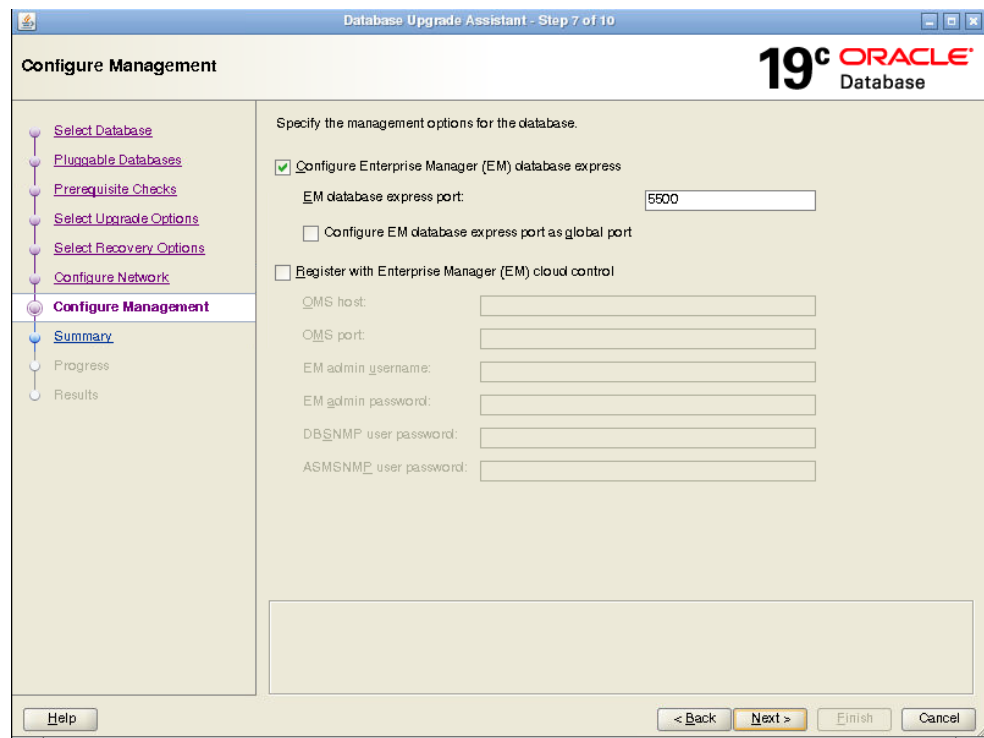 Database Upgrade Assistant - Step 7 of 10
Configure Management
19c ORACLE
Database
Select Database
Pluggable Databases
Prerequisite Checks
Select Upgrade Options
Select Recovery Options
Configure Network
Configure Management
Summary
Progress
Results
Specify the management options for the database.
Configure Enterprise Manager (EM) database express
EM database express port:
5500
Configure EM database express port as global port
Register with Enterprise Manager (EM) cloud control
OMS host:
OMS port:
EM admin username:
EM admin password:
DBSNMP user password:
ASMSNMP user password:
Help
< Back
Next >
Finish
Cancel